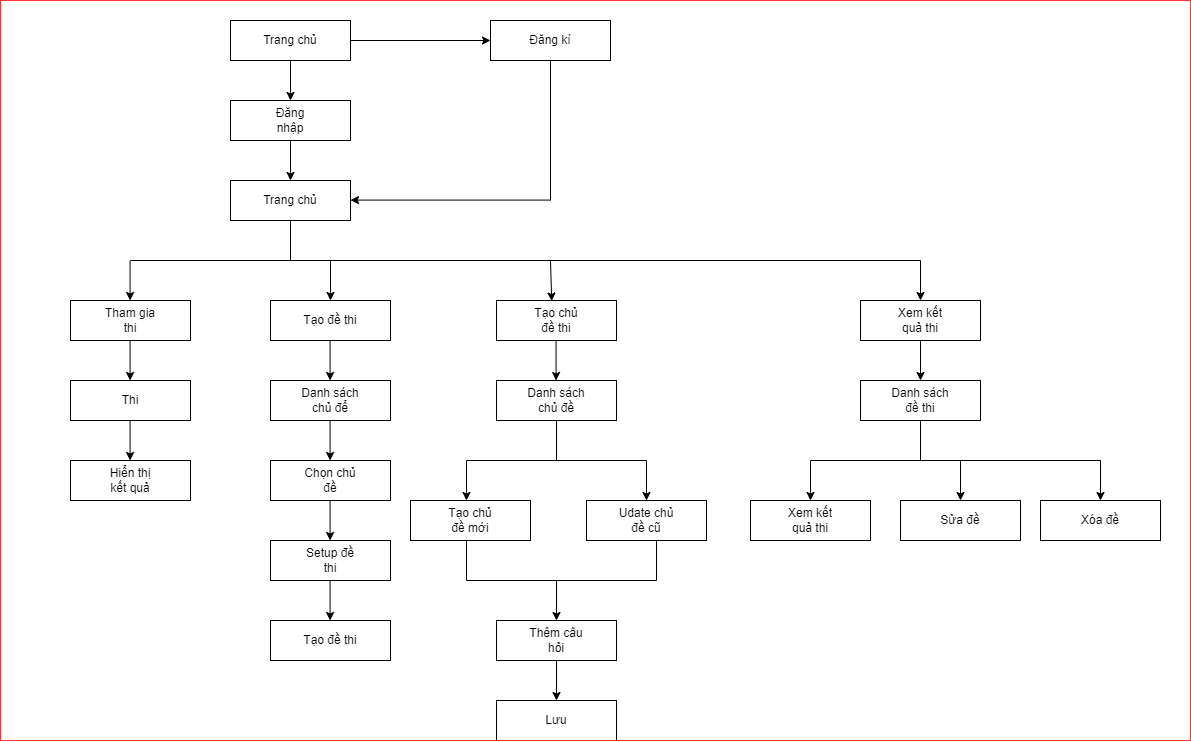 Trang chủ
Đăng kí
Đăng
nhập
Trang chủ
Tham gia
thi
Tạo đề thi
Tạo chủ
đề thi
Xem kết
quả thi
Thi
Danh sách
chủ để
Danh sách
chủ đề
Danh sách
đề thi
Hiển thị
kết quả
Chọn chủ
đề
Tạo chủ
đề mới
Udate chủ
đề cũ
Xem kết
quả thi
Sửa đề
Xóa đề
Setup đề
thi
Tạo đề thi
Thêm câu
hỏi
Lưu